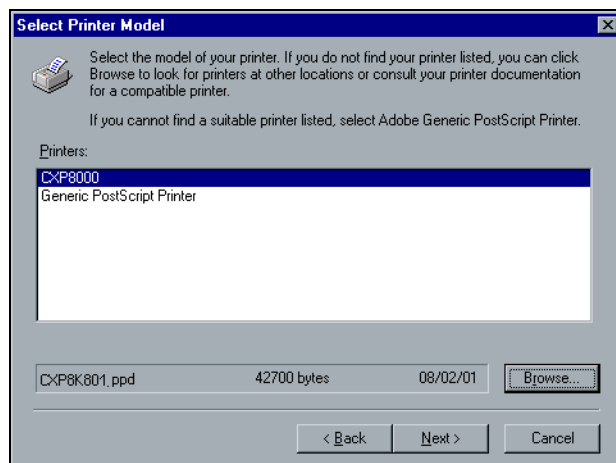 Select Printer Model
Select the model of your printer. If you do not find your printer listed, you can click
Browse to look for printers at other locations or consult your printer documentation
for a compatible printer.
If you cannot find a suitable printer listed, select Adobe Generic PostScript Printer.
Printers:
CXP8000
Generic PostScript Printer
CXP8K801.ppd 42700 bytes 08/02/01 Browse...
< Back Next > Cancel